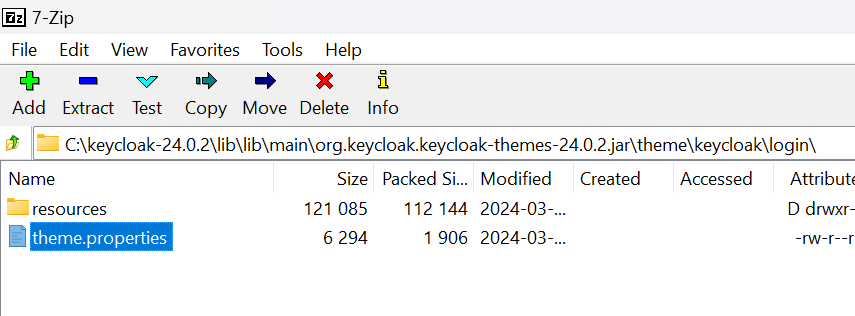 7z 7-Zip
File Edit View Favorites Tools Help
Add Extract Test Copy Move Delete Info
C:\keycloak-24.0.2\lib\lib\main\org.keycloak.keycloak-themes-24.0.2.jar\theme\keycloak\login\
Name Size Packed Si... Modified Created Accessed Attribute
resources 121 085 112 144 2024-03-... D drwxr-
theme.properties 6 294 1 906 2024-03-... -rw-r--r